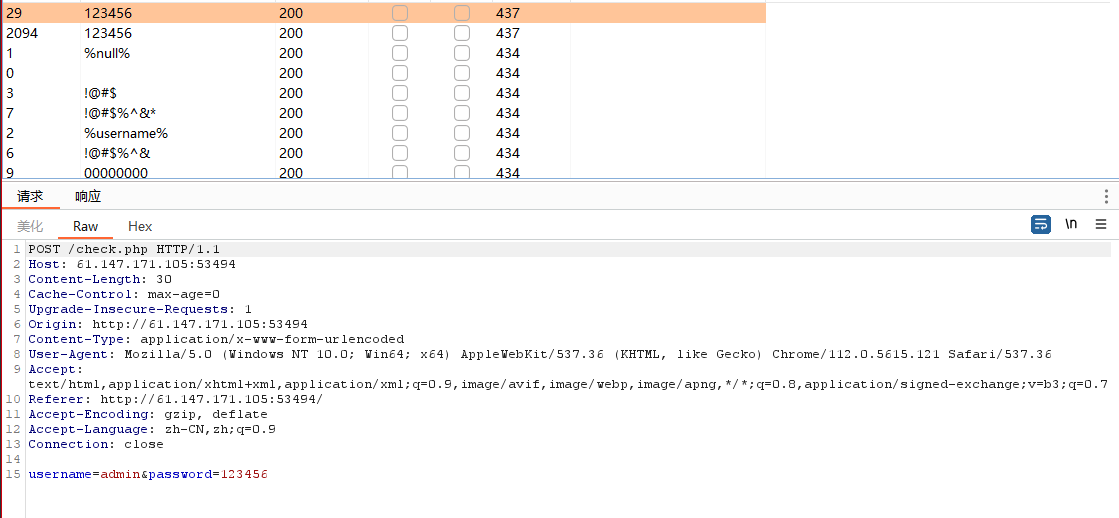 29 123456 200 437
2094 123456 200 437
1 %null% 200 434
0 200 434
3 !@#$ 200 434
7 !@#$%^&* 200 434
2 %username% 200 434
6 !@#$%^& 200 434
9 00000000 200 434
请求 响应
美化 Raw Hex \n
1 POST /check.php HTTP/1.1
2 Host: 61.147.171.105:53494
3 Content-Length: 30
4 Cache-Control: max-age=0
5 Upgrade-Insecure-Requests: 1
6 Origin: http://61.147.171.105:53494
7 Content-Type: application/x-www-form-urlencoded
8 User-Agent: Mozilla/5.0 (Windows NT 10.0; Win64; x64) AppleWebKit/537.36 (KHTML, like Gecko) Chrome/112.0.5615.121 Safari/537.36
9 Accept:
text/html,application/xhtml+xml,application/xml;q=0.9,image/avif,image/webp,image/apng,*/*;q=0.8,application/signed-exchange;v=b3;q=0.7
10 Referer: http://61.147.171.105:53494/
11 Accept-Encoding: gzip, deflate
12 Accept-Language: zh-CN,zh;q=0.9
13 Connection: close
14
15 username=admin&password=123456